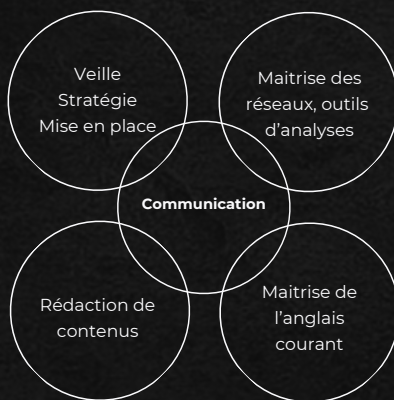 Veille
Stratégie
Mise en place
Maitrise des
réseaux, outils
d'analyses
Communication
Rédaction de
contenus
Maitrise de
l'anglais
courant